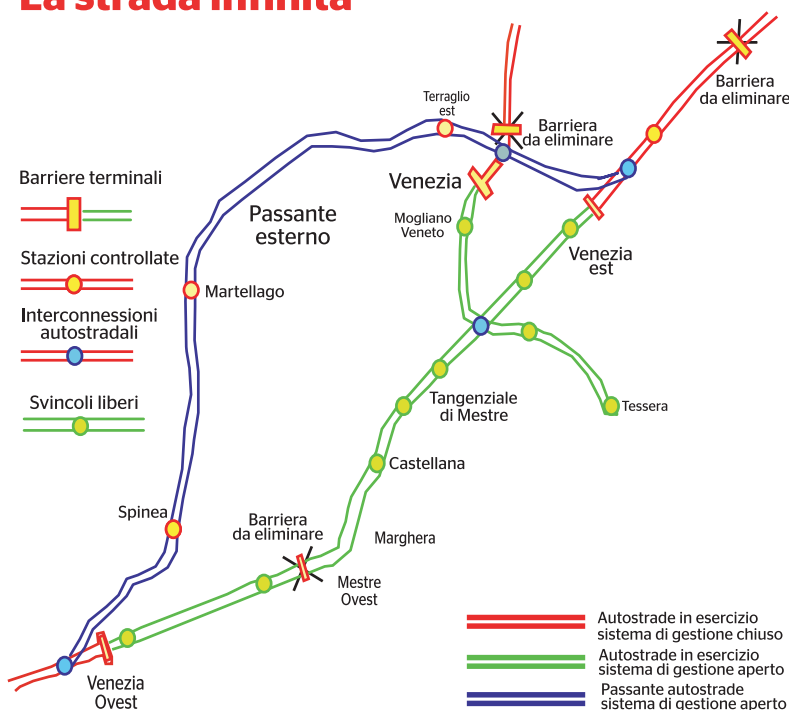 La strada infinita
Barriere terminali
Stazioni controllate
Interconnessioni
autostradali
Svincoli liberi
Terraglio
est
Barriera
da eliminare
Barriera
da eliminare
Venezia
Mogliano
Veneto
Venezia
est
Passante
esterno
Martellago
Tangenziale
di Mestre
Tessera
Castellana
Spinea
Barriera
da eliminare
Marghera
Mestre
Ovest
Venezia
Ovest
Autostrade in esercizio
sistema di gestione chiuso
Autostrade in esercizio
sistema di gestione aperto
Passante autostrade
sistema di gestione aperto